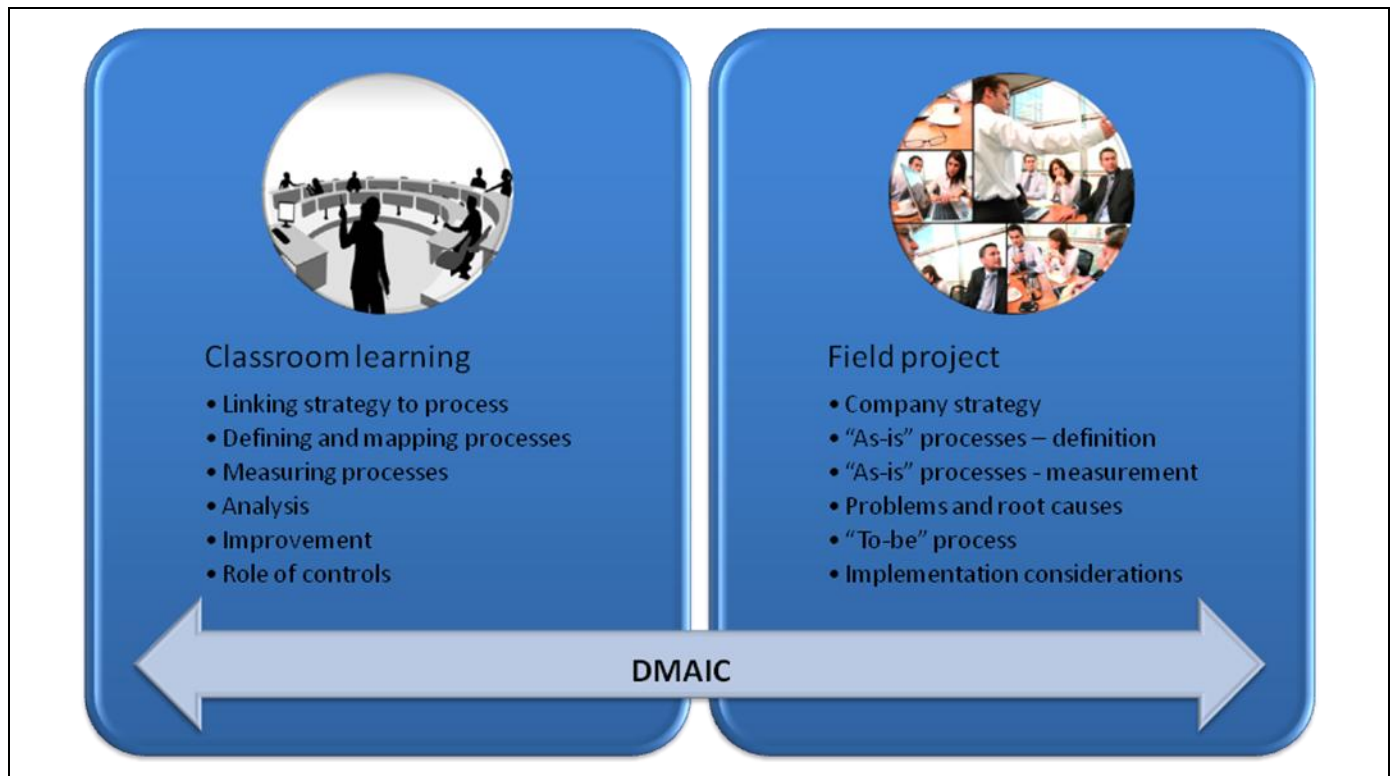 Classroom learning
• Linking strategy to process
• Defining and mapping processes
• Measuring processes
• Analysis
• Improvement
• Role of controls
Field project
• Company strategy
• “As-is” processes – definition
• “As-is” processes - measurement
• Problems and root causes
• “To-be” process
• Implementation considerations
DMAIC